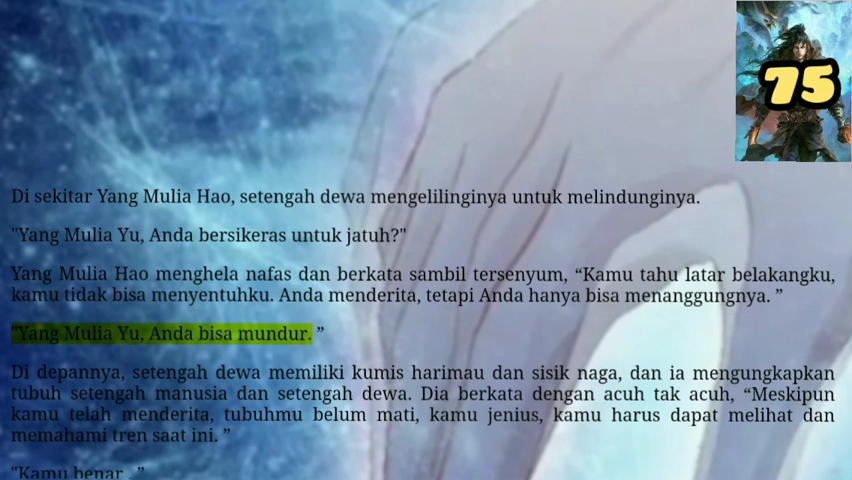 75
Di sekitar Yang Mulia Hao, setengah dewa mengelilinginya untuk melindunginya.
"Yang Mulia Yu, Anda bersikeras untuk jatuh?"
Yang Mulia Hao menghela nafas dan berkata sambil tersenyum, “Kamu tahu latar belakangku,
kamu tidak bisa menyentuhku. Anda menderita, tetapi Anda hanya bisa menanggungnya. ”
"Yang Mulia Yu, Anda bisa mundur. ”
Di depannya, setengah dewa memiliki kumis harimau dan sisik naga, dan ia mengungkapkan
tubuh setengah manusia dan setengah dewa. Dia berkata dengan acuh tak acuh, “Meskipun
kamu telah menderita, tubuhmu belum mati, kamu jenius, kamu harus dapat melihat dan
memahami tren saat ini. ”
"Kamu benar . ”